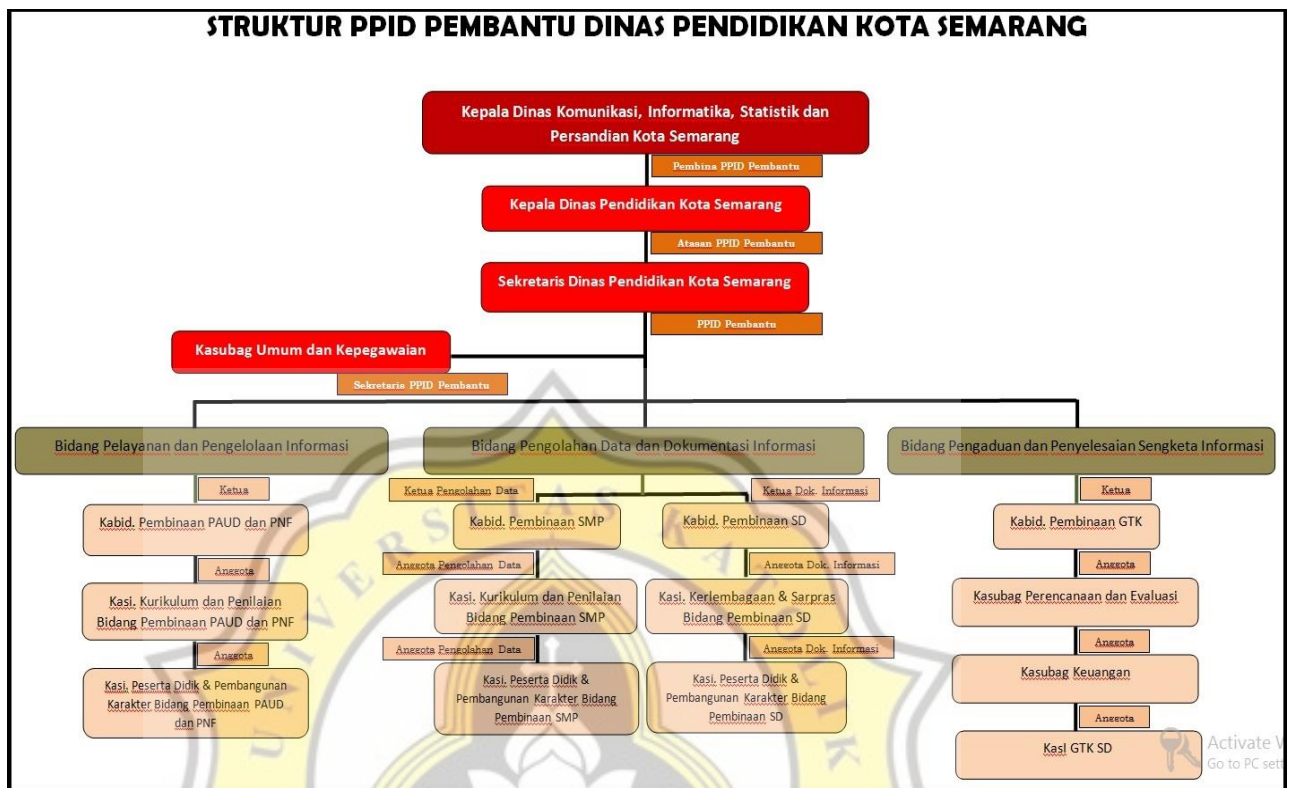 STRUKTUR PPID PEMBANTU DINAS PENDIDIKAN KOTA SEMARANG
Kepala Dinas Komunikasi, Informatika, Statistik dan
Persandian Kota Semarang
Pembina PPID Pembantu
Kepala Dinas Pendidikan Kota Semarang
Atasan PPID Pembantu
Sekretaris Dinas Pendidikan Kota Semarang
PPID Pembantu
Kasubag Umum dan Kepegawaian
Sekretaris PPID Pembantu
Bidang Pelayanan dan Pengelolaan Informasi
Ketua
Kabid. Pembinaan PAUD dan PNF
Anggota
Kasi. Kurikulum dan Penilaian
Bidang Pembinaan PAUD dan PNF
Anggota
Kasi. Peserta Didik & Pembangunan
Karakter Bidang Pembinaan PAUD
dan PNF
Bidang Pengolahan Data dan Dokumentasi Informasi
Ketua Pengolahan Data
Kabid. Pembinaan SMP
Anggota Pengolahan Data
Kasi. Kurikulum dan Penilaian
Bidang Pembinaan SMP
Anggota Pengolahan Data
Kasi. Peserta Didik &
Pembangunan Karakter Bidang
Pembinaan SMP
Ketua Dok. Informasi
Kabid. Pembinaan SD
Anggota Dok. Informasi
Kasi. Kerlembagaan & Sarpras
Bidang Pembinaan SD
Anggota Dok. Informasi
Kasi. Peserta Didik &
Pembangunan Karakter Bidang
Pembinaan SD
Bidang Pengaduan dan Penyelesaian Sengketa Informasi
Ketua
Kabid. Pembinaan GTK
Anggota
Kasubag Perencanaan dan Evaluasi
Anggota
Kasubag Keuangan
Anggota
KasI GTK SD
UNIVERSITAS KATOLIK
Activate
Go to PC sett